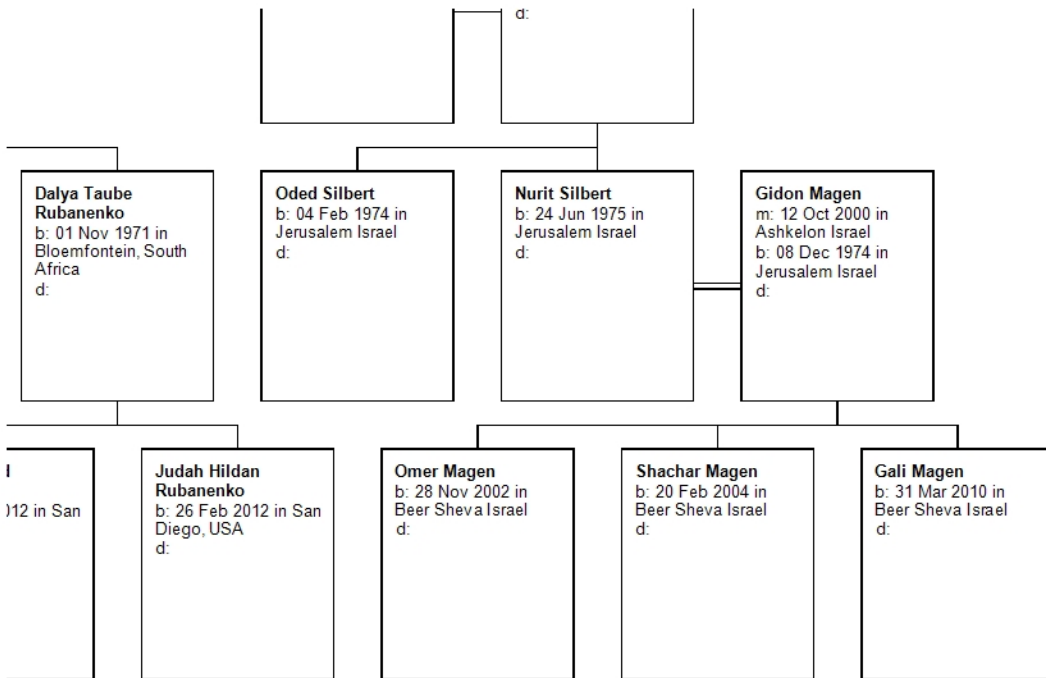 d:
Dalya Taube
Rubanenko
b: 01 Nov 1971 in
Bloemfontein, South
Africa
d:
Oded Silbert
b: 04 Feb 1974 in
Jerusalem Israel
d:
Nurit Silbert
b: 24 Jun 1975 in
Jerusalem Israel
d:
Gidon Magen
m: 12 Oct 2000 in
Ashkelon Israel
b: 08 Dec 1974 in
Jerusalem Israel
d:
012 in San
Judah Hildan
Rubanenko
b: 26 Feb 2012 in San
Diego, USA
d:
Omer Magen
b: 28 Nov 2002 in
Beer Sheva Israel
d:
Shachar Magen
b: 20 Feb 2004 in
Beer Sheva Israel
d:
Gali Magen
b: 31 Mar 2010 in
Beer Sheva Israel
d: